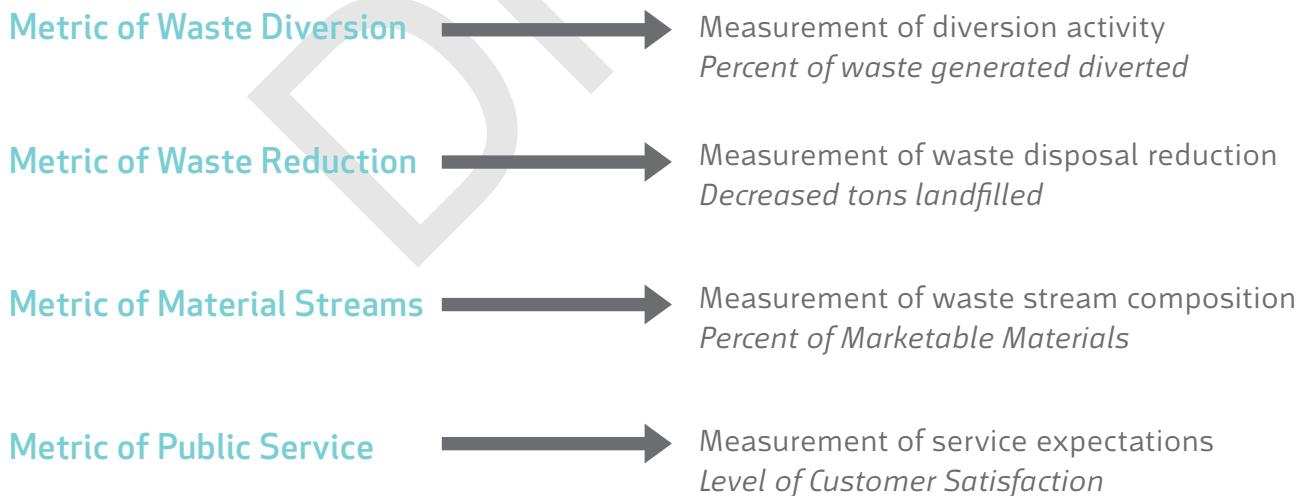 Metric of Waste Diversion
Measurement of diversion activity
Percent of waste generated diverted
Metric of Waste Reduction
Measurement of waste disposal reduction
Decreased tons landfilled
Metric of Material Streams
Measurement of waste stream composition
Percent of Marketable Materials
Metric of Public Service
Measurement of service expectations
Level of Customer Satisfaction